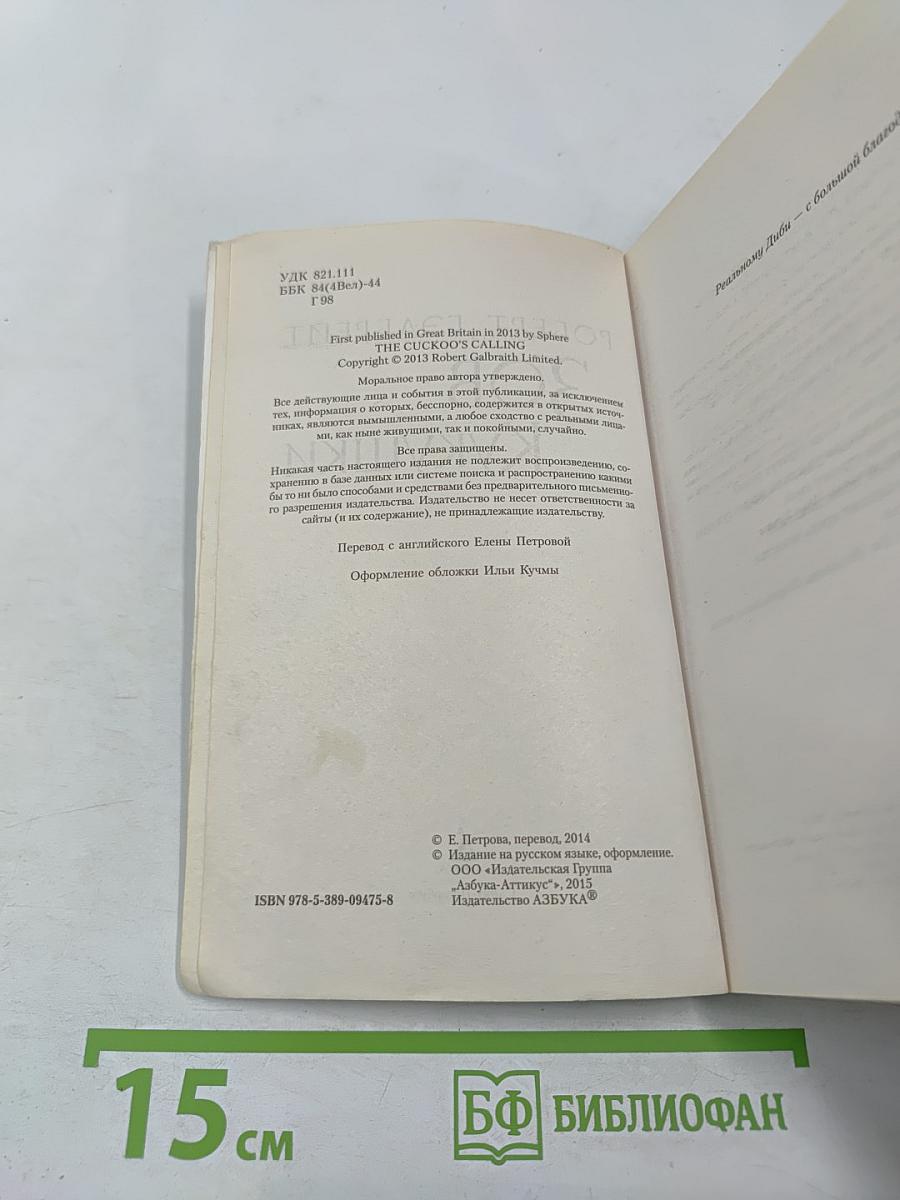 УДК 821.111
ББК 84(4Вел)-44
Г 98
First published in Great Britain in 2013 by Sphere
THE CUCKOO'S CALLING
Copyright © 2013 Robert Galbraith Limited.
Моральное право автора утверждено.
Все действующие лица и события в этой публикации, за исключением
тех, информация о которых, бесспорно, содержится в открытых источ-
никах, являются вымышленными, а любое сходство с реальными лица-
ми, как ныне живущими, так и покойными, случайно.
Все права защищены.
Никакая часть настоящего издания не подлежит воспроизведению, со-
хранению в базе данных или системе поиска и распространению какими
бы то ни было способами и средствами без предварительного письменно-
го разрешения издательства. Издательство не несет ответственности за
сайты (и их содержание), не принадлежащие издательству.
Перевод с английского Елены Петровой
Оформление обложки Ильи Кучмы
© Е. Петрова, перевод, 2014
© Издание на русском языке, оформление.
ООО «Издательская Группа
„Азбука-Аттикус“», 2015
Издательство АЗБУКА®
ISBN 978-5-389-09475-8
Реальному Диби — с большой
15 см
БФ БИБЛИОФАН